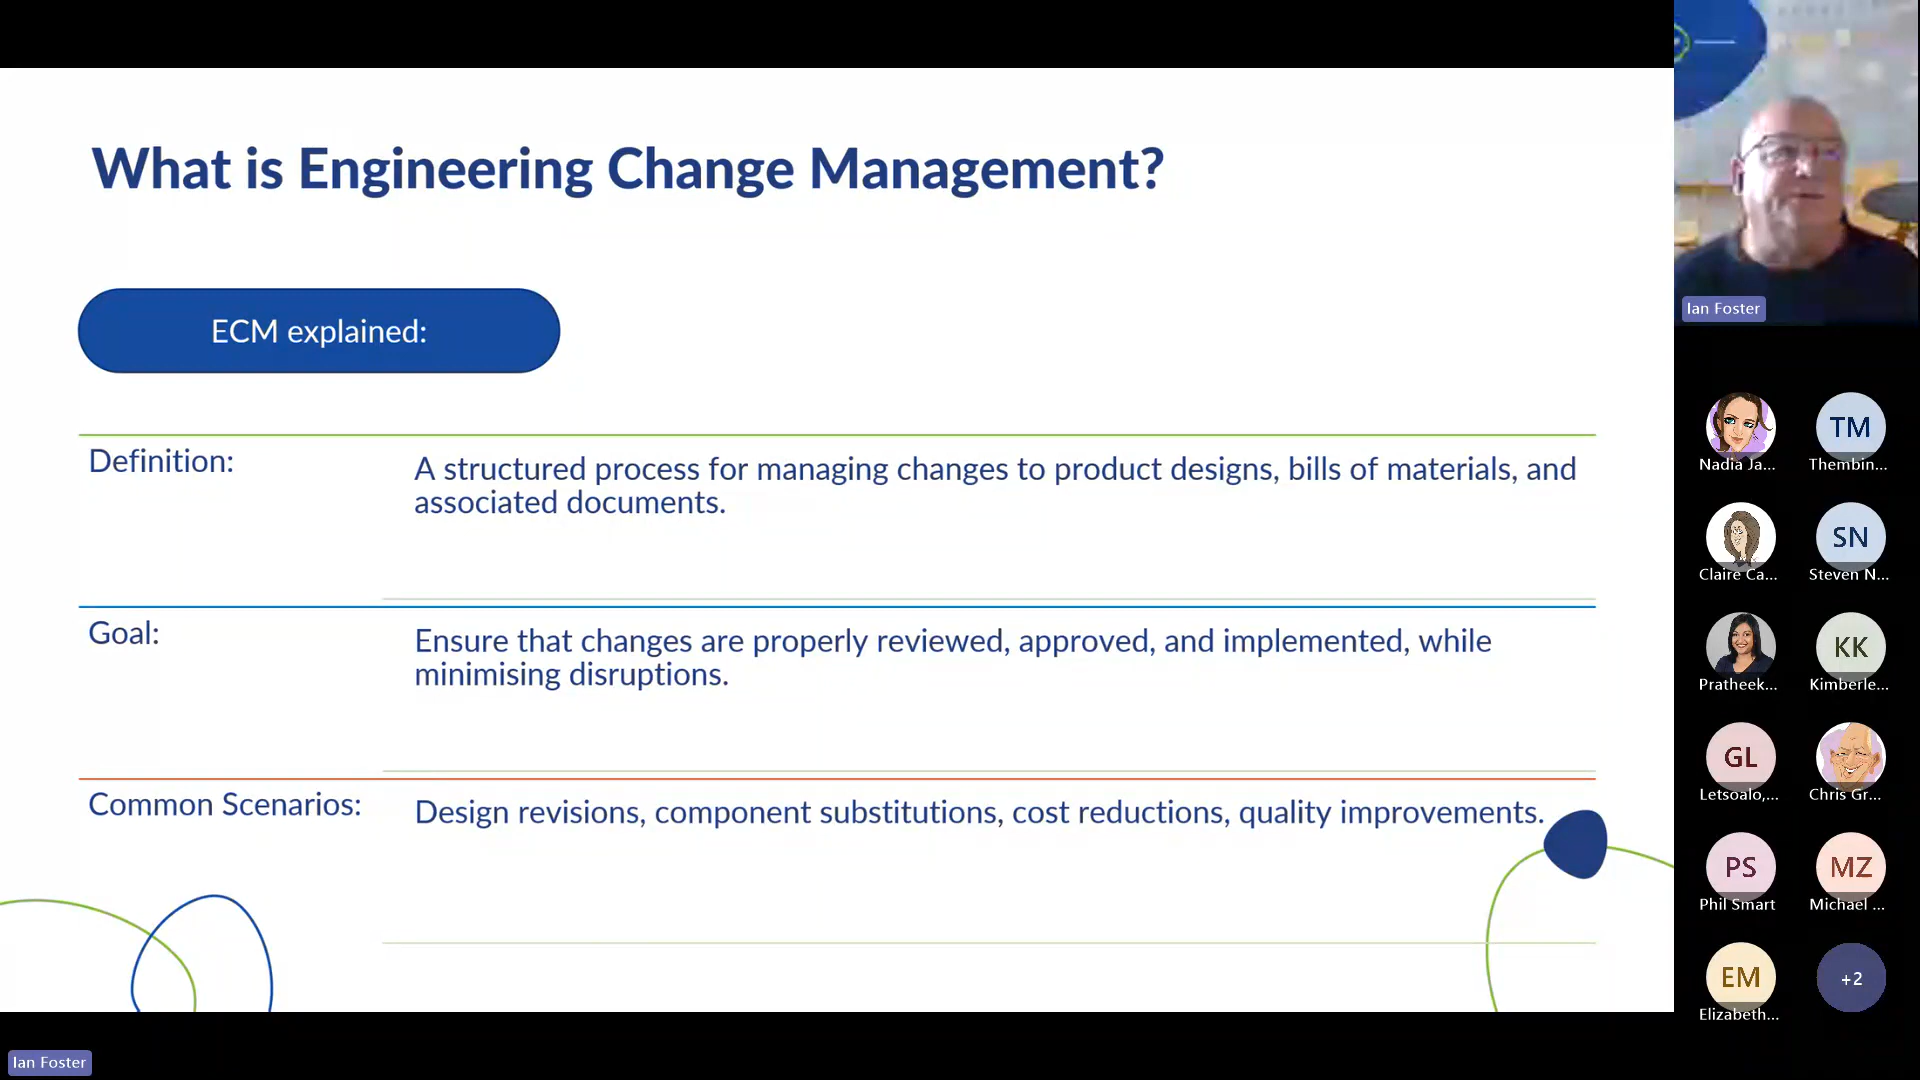 What is Engineering Change Management?
ECM explained:
Definition:
A structured process for managing changes to product designs, bills of materials, and
associated documents.
Goal:
Ensure that changes are properly reviewed, approved, and implemented, while
minimising disruptions.
Common Scenarios:
Design revisions, component substitutions, cost reductions, quality improvements.
Ian Foster
Ian Foster
Nadia Ja...
TM
Thembin...
Claire Ca...
SN
Steven N...
Pratheek...
KK
Kimberle...
GL
Letsoalo,...
Chris Gr...
PS
Phil Smart
MZ
Michael ...
EM
Elizabeth...
+2